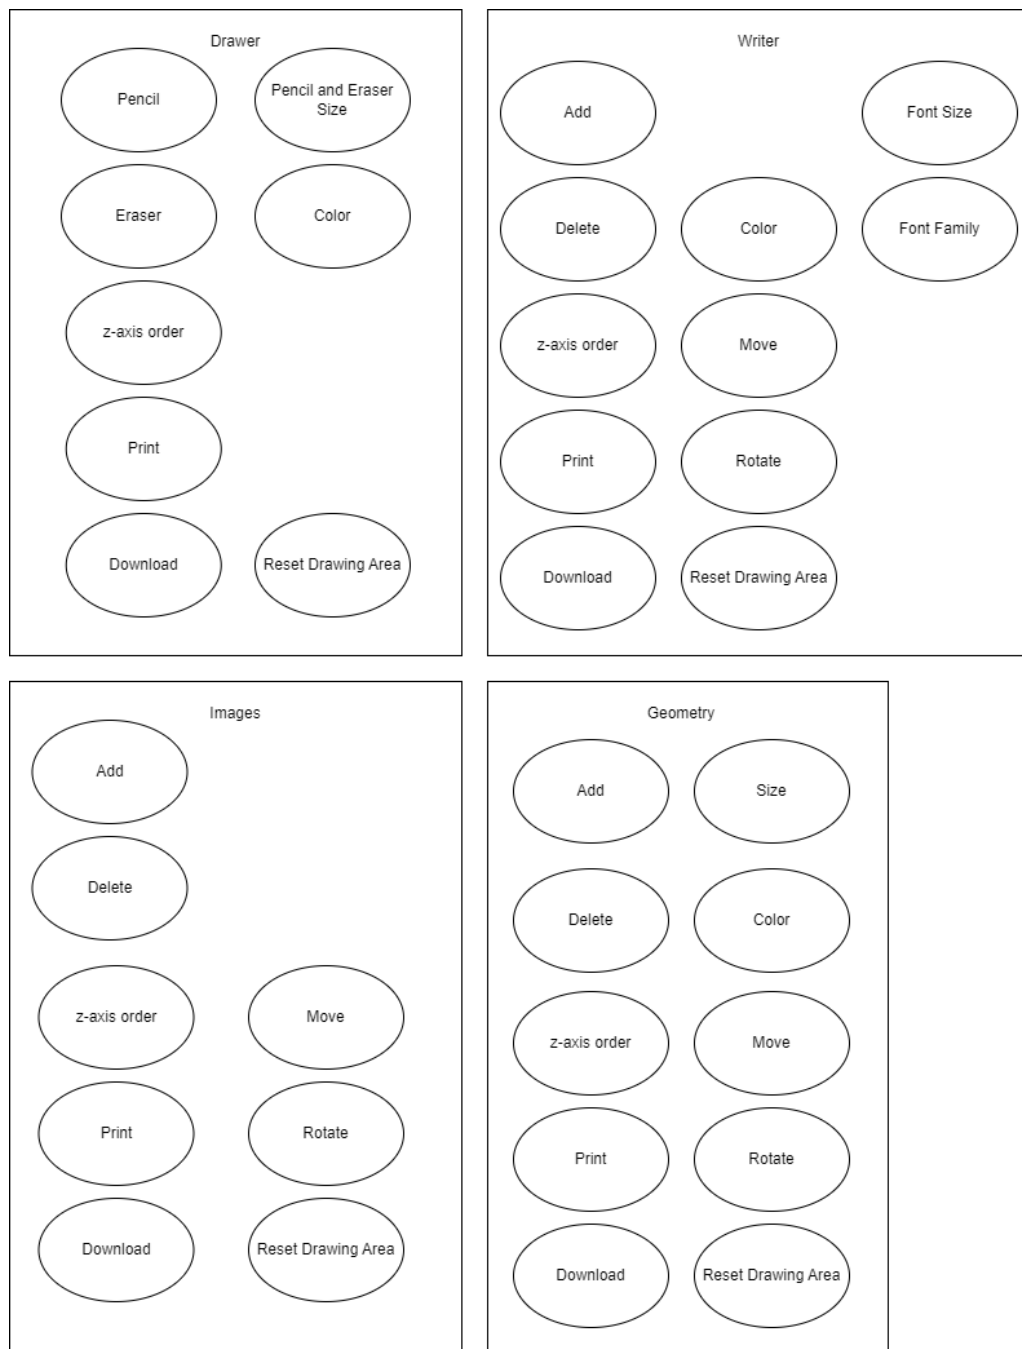 Drawer
Pencil
Pencil and Eraser
Size
Eraser
Color
z-axis order
Print
Download
Reset Drawing Area
Writer
Add
Font Size
Delete
Color
Font Family
z-axis order
Move
Print
Rotate
Download
Reset Drawing Area
Images
Add
Delete
z-axis order
Move
Print
Rotate
Download
Reset Drawing Area
Geometry
Add
Size
Delete
Color
z-axis order
Move
Print
Rotate
Download
Reset Drawing Area